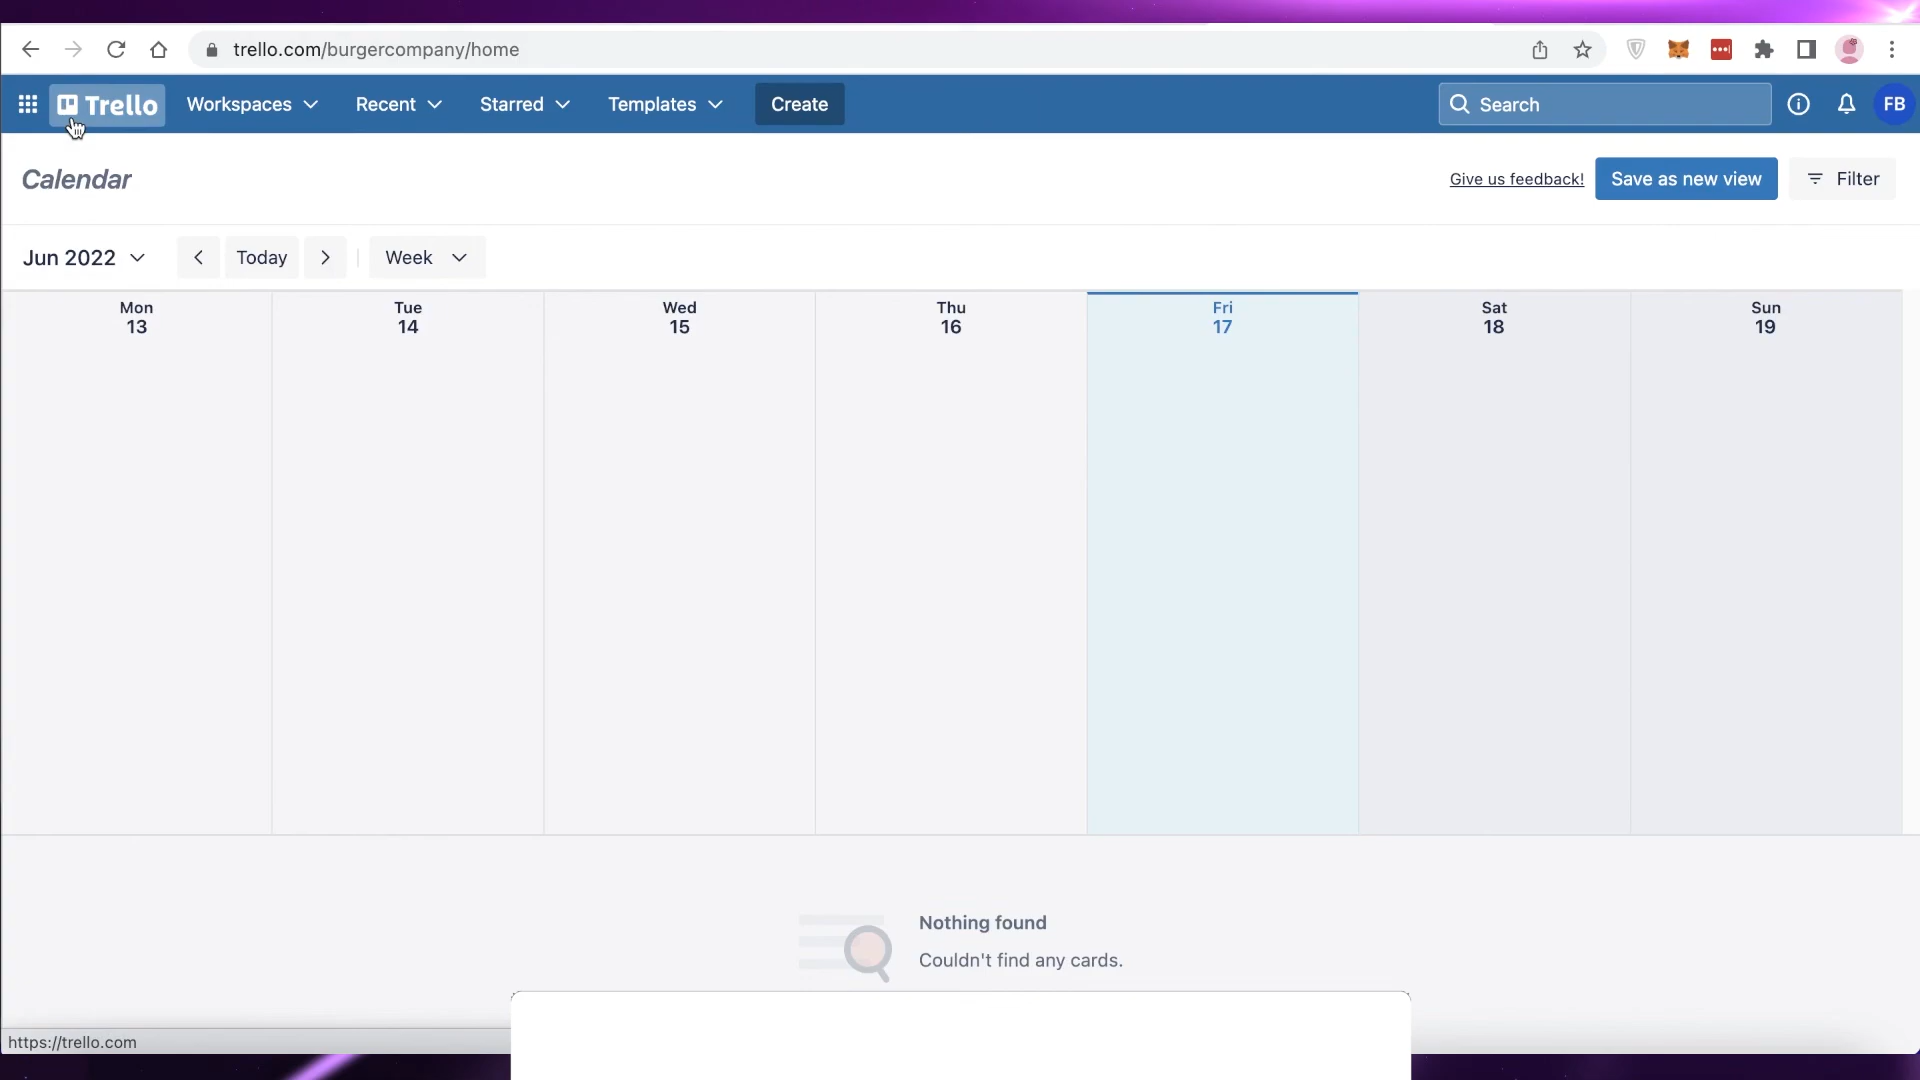 trello.com/burgercompany/home
Trello Workspaces Recent Starred Templates Create Search FB
Calendar Give us feedback! Save as new view Filter
Jun 2022 Today Week
Mon Tue Wed Thu Fri Sat Sun
13 14 15 16 17 18 19
Nothing found
Couldn't find any cards.
https://trello.com